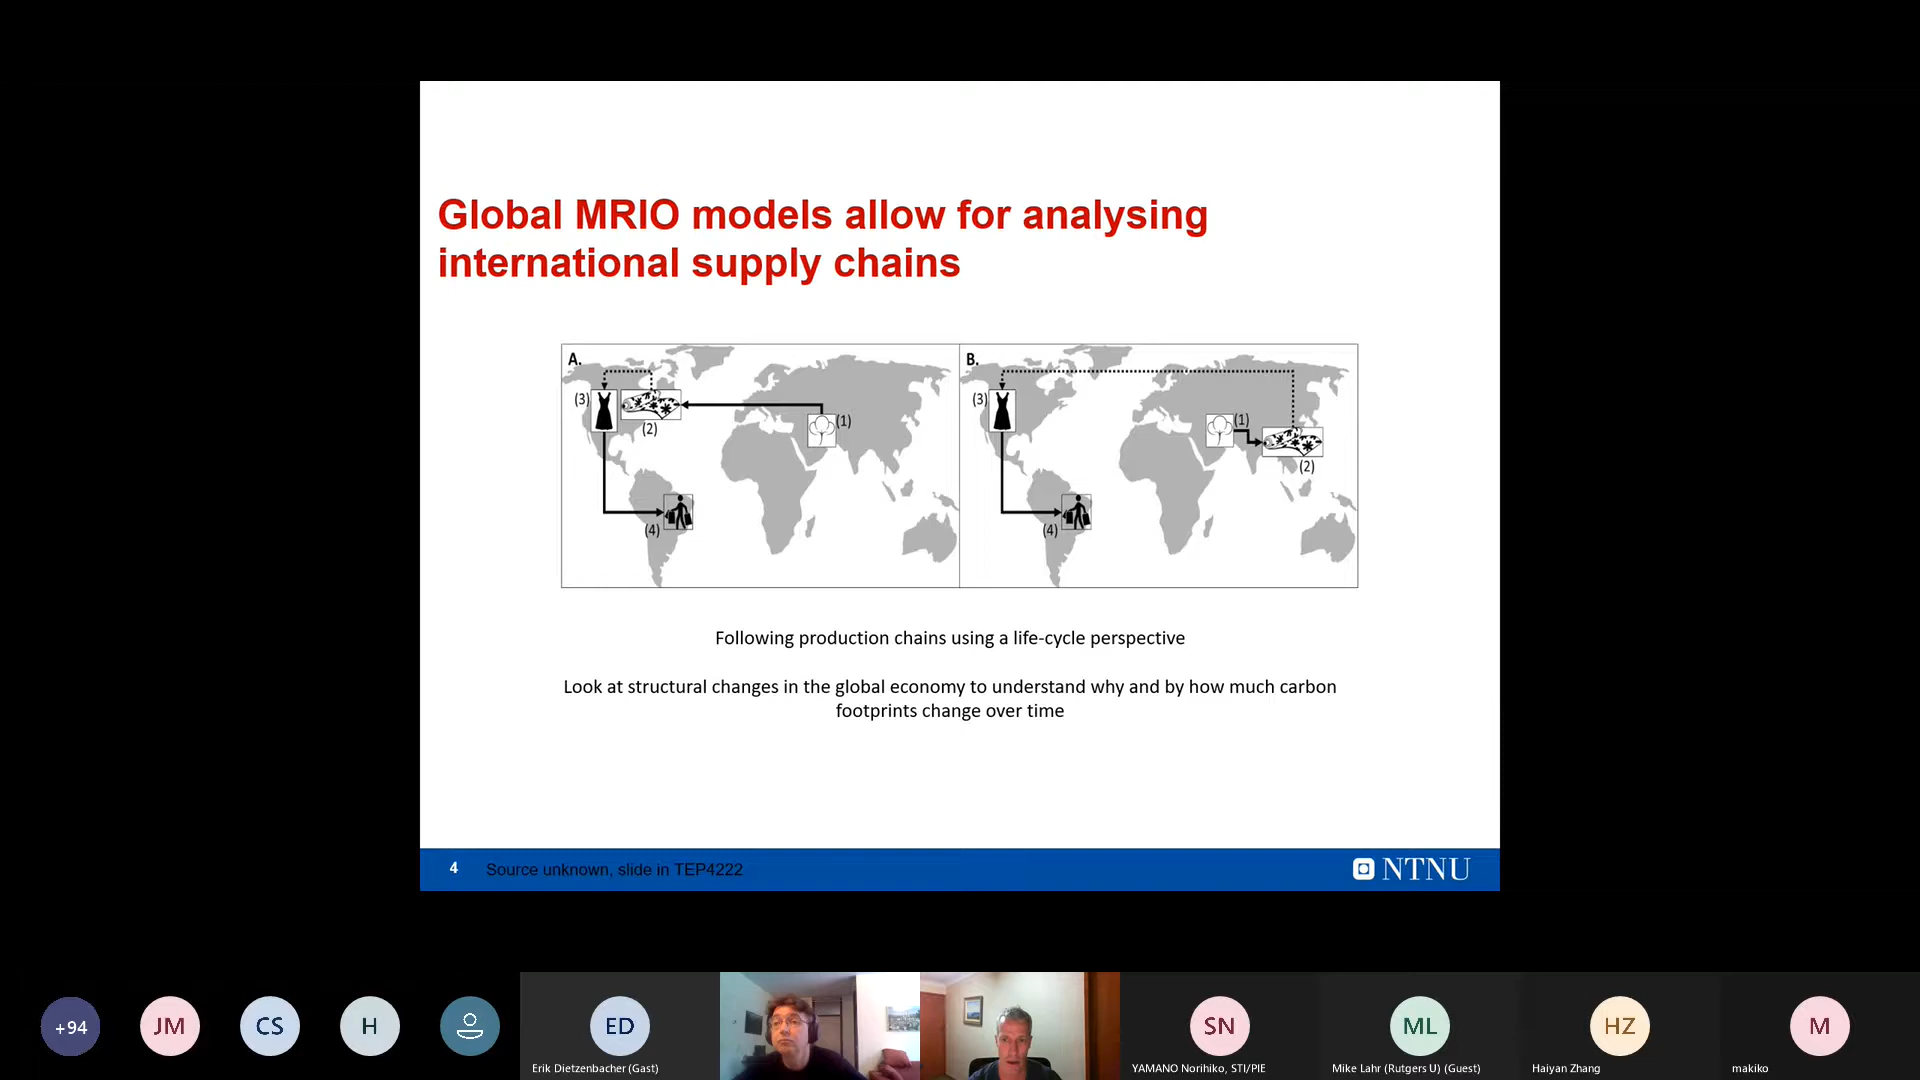 Global MRIO models allow for analysing
international supply chains
A.
(3)
(2)
(1)
(4)
B.
(3)
(1)
(2)
(4)
Following production chains using a life-cycle perspective
Look at structural changes in the global economy to understand why and by how much carbon
footprints change over time
4
Source unknown, slide in TEP4222
NTNU
+94
JM
CS
H
ED
Erik Dietzenbacher (Gast)
SN
YAMANO Norihiko, STI/PIE
ML
Mike Lahr (Rutgers U) (Guest)
HZ
Haiyan Zhang
M
makiko